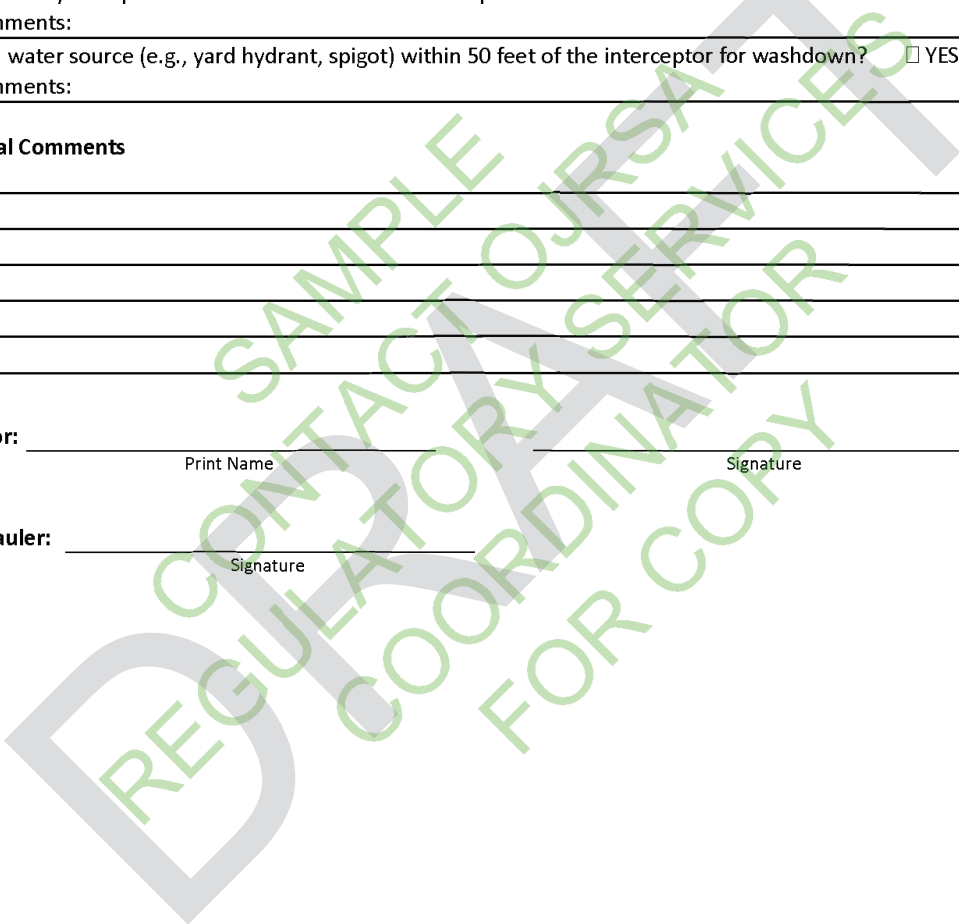 mments:
water source (e.g., yard hydrant, spigot) within 50 feet of the interceptor for washdown? ☐ YES
mments:
al Comments
or:
Print Name
Signature
auler:
Signature
DRAFT
SAMPLE
CONTACT OJRSA
REGULATORY SERVICES
COORDINATOR
FOR COPY